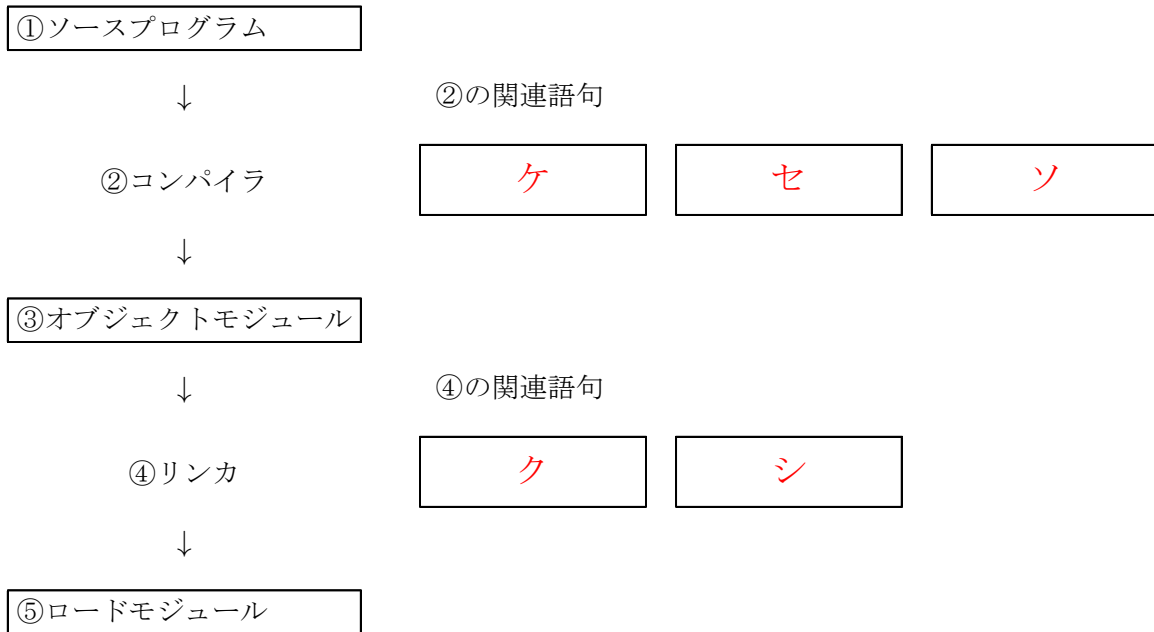 ①ソースプログラム
↓ ②の関連語句
②コンパイラ ケ セ ソ
↓
③オブジェクトモジュール
↓ ④の関連語句
④リンカ ク シ
↓
⑤ロードモジュール